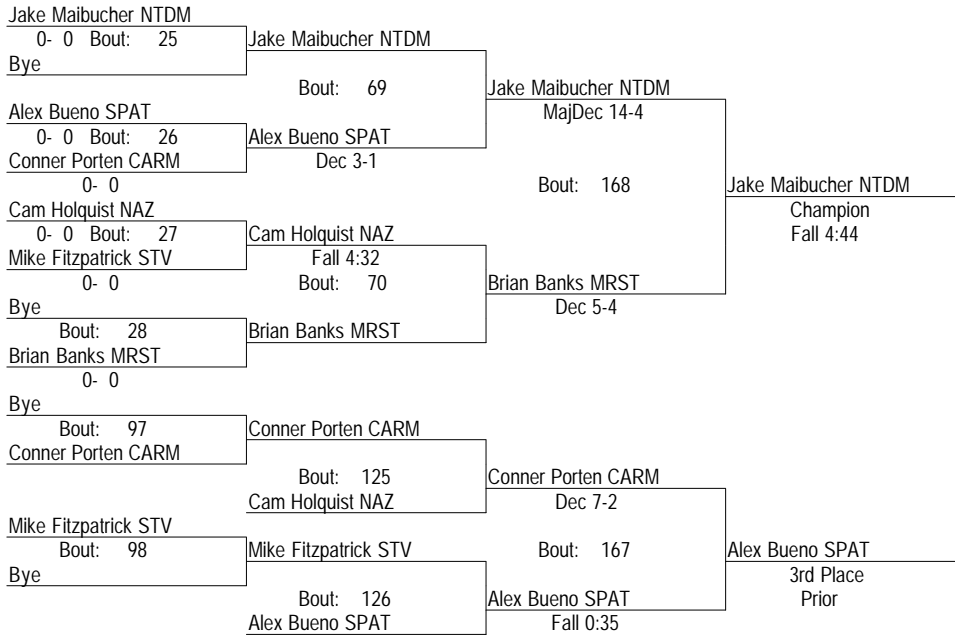 Jake Maibucher NTDM
0- 0 Bout: 25
Jake Maibucher NTDM
Bye
Bout: 69
Jake Maibucher NTDM
MajDec 14-4
Alex Bueno SPAT
0- 0 Bout: 26
Alex Bueno SPAT
Conner Porten CARM
Dec 3-1
0- 0
Bout: 168
Jake Maibucher NTDM
Cam Holquist NAZ
Champion
0- 0 Bout: 27
Cam Holquist NAZ
Fall 4:44
Mike Fitzpatrick STV
Fall 4:32
0- 0
Bout: 70
Brian Banks MRST
Bye
Dec 5-4
Bout: 28
Brian Banks MRST
Brian Banks MRST
0- 0
Bye
Bout: 97
Conner Porten CARM
Conner Porten CARM
Bout: 125
Conner Porten CARM
Cam Holquist NAZ
Dec 7-2
Mike Fitzpatrick STV
Bout: 98
Mike Fitzpatrick STV
Bout: 167
Alex Bueno SPAT
Bye
3rd Place
Bout: 126
Alex Bueno SPAT
Prior
Alex Bueno SPAT
Fall 0:35